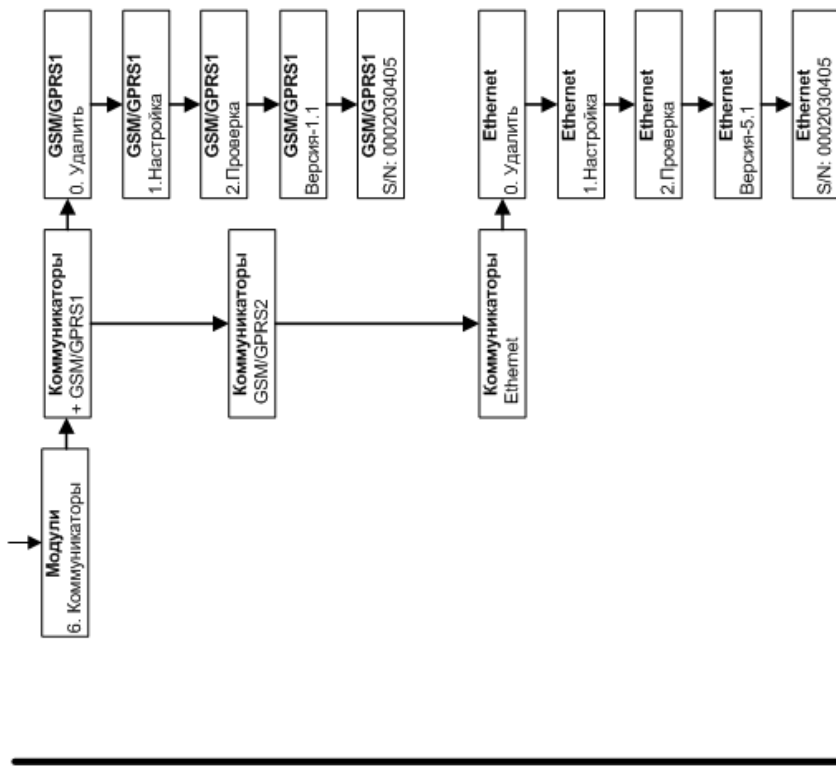 Модули
6. Коммуникаторы
Коммуникаторы
+ GSM/GPRS1
GSM/GPRS1
0. Удалить
GSM/GPRS1
1.Настройка
GSM/GPRS1
2.Проверка
GSM/GPRS1
Версия-1.1
GSM/GPRS1
S/N: 0002030405
Коммуникаторы
GSM/GPRS2
Коммуникаторы
Ethernet
Ethernet
0. Удалить
Ethernet
1.Настройка
Ethernet
2.Проверка
Ethernet
Версия-5.1
Ethernet
S/N: 0002030405